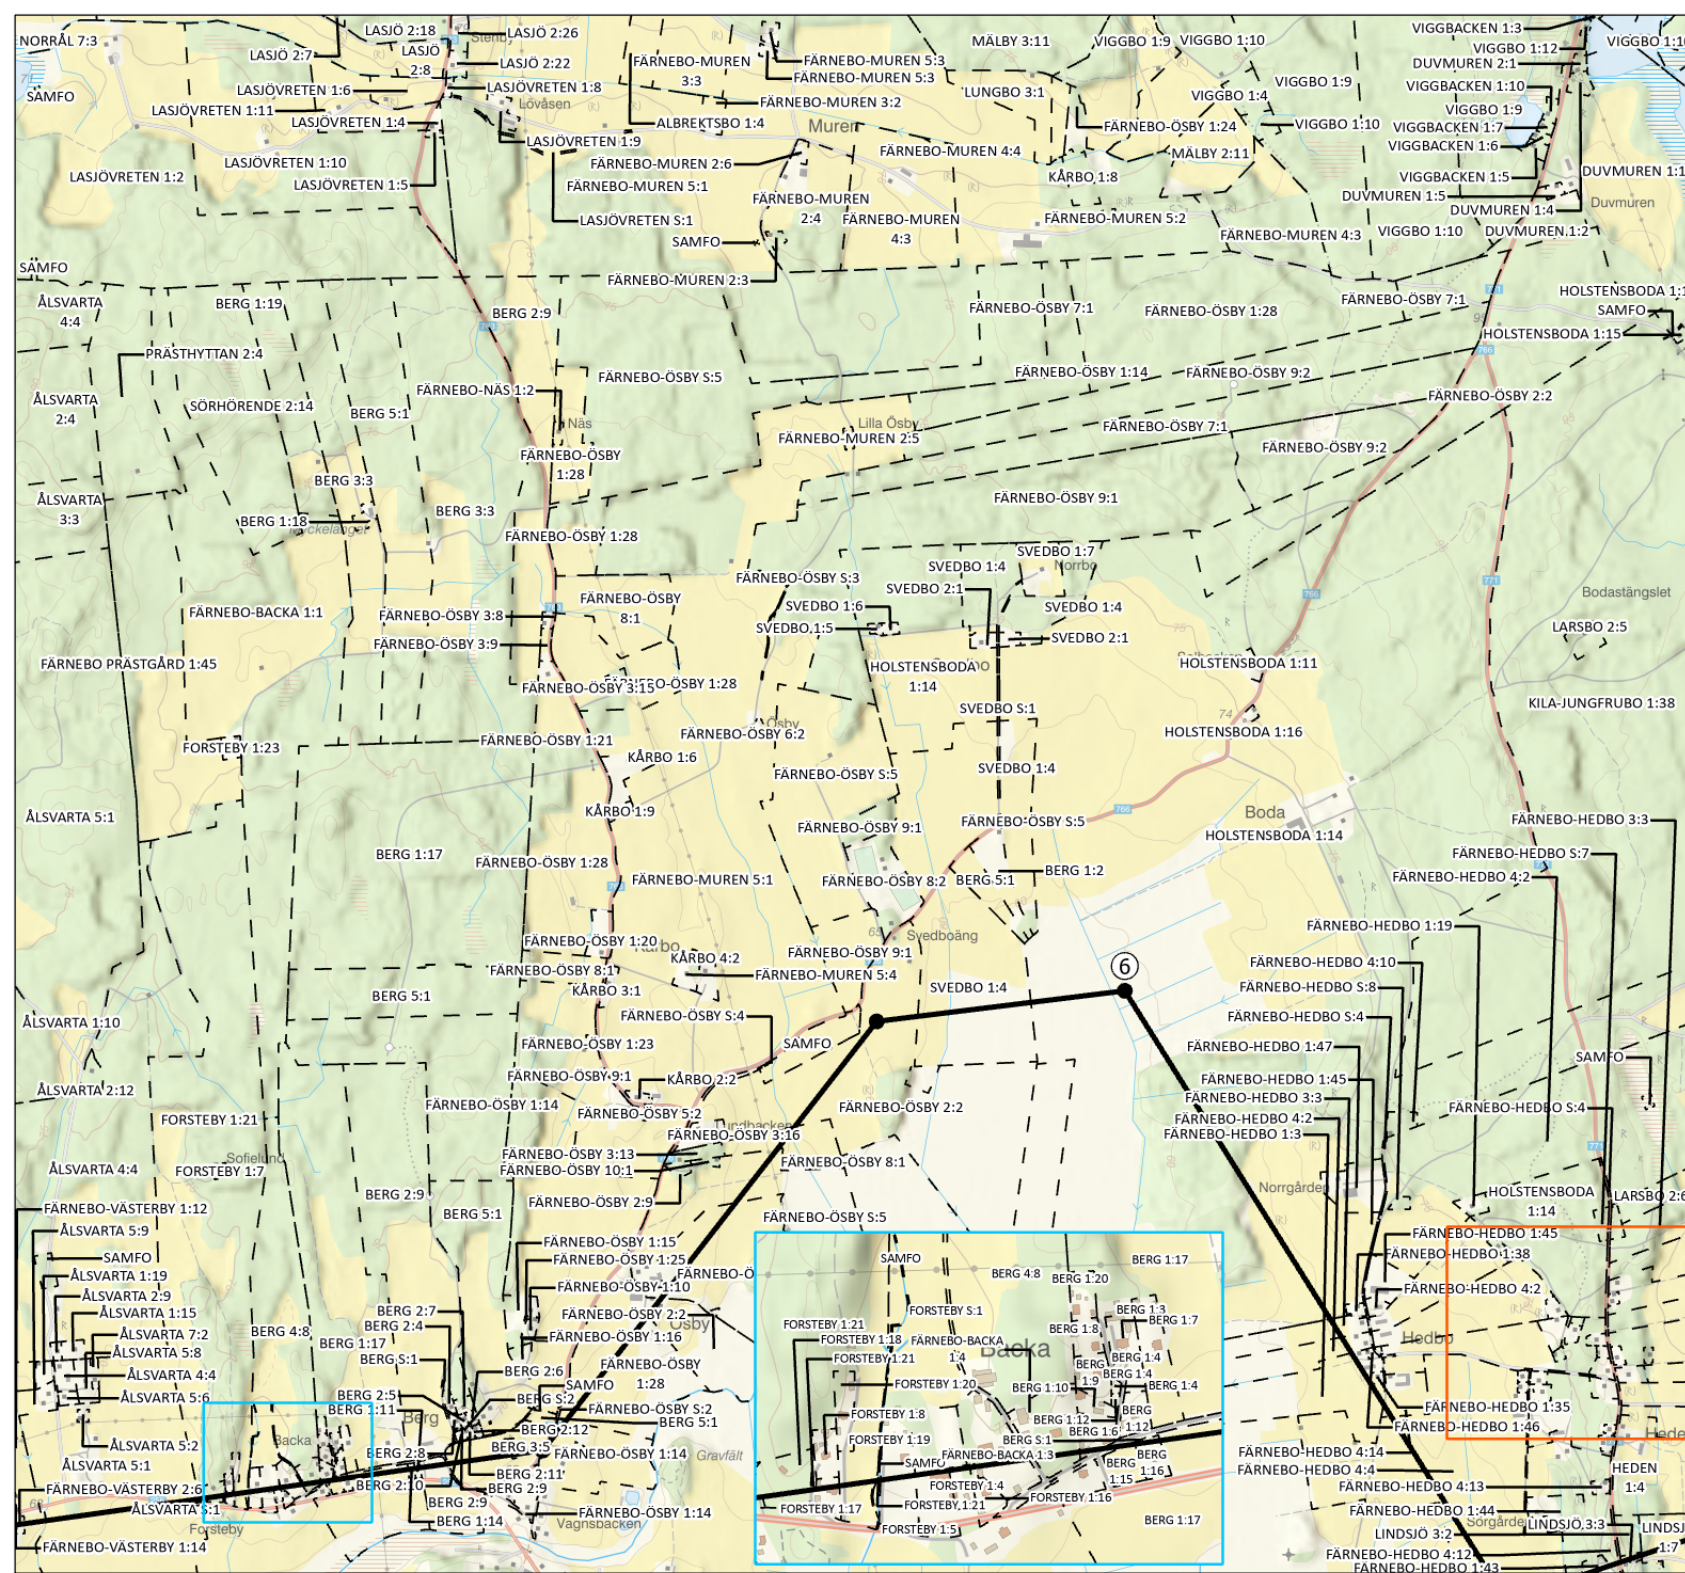 NORRÅL 7:3
LASJÖ 2:18
LASJÖ 2:26
LASJÖ 2:7
LASJÖ
2:8
LASJÖ 2:22
SAMFO
LASJÖVRETEN 1:6
LASJÖVRETEN 1:8
LASJÖVRETEN 1:11
Lövåsen
LASJÖVRETEN 1:4
LASJÖVRETEN 1:9
LASJÖVRETEN 1:10
LASJÖVRETEN 1:2
LASJÖVRETEN 1:5
LASJÖVRETEN S:1
FÄRNEBO-MUREN
3:3
FÄRNEBO-MUREN 5:3
FÄRNEBO-MUREN 5:3
FÄRNEBO-MUREN 3:2
ALBREKTSBO 1:4
Muren
FÄRNEBO-MUREN 2:6
FÄRNEBO-MUREN 5:1
FÄRNEBO-MUREN
2:4
FÄRNEBO-MUREN 4:4
FÄRNEBO-MUREN
4:3
SAMFO
FÄRNEBO-MUREN 2:3
MÄLBY 3:11
LUNGBO 3:1
VIGGBO 1:9
VIGGBO 1:10
VIGGBO 1:9
VIGGBO 1:4
VIGGBO 1:10
FÄRNEBO-ÖSBY 1:24
MÄLBY 2:11
KÅRBO 1:8
FÄRNEBO-MUREN 5:2
FÄRNEBO-MUREN 4:3
VIGGBO 1:10
VIGGBACKEN 1:3
VIGGBO 1:12
VIGGBO 1:10
DUVMUREN 2:1
VIGGBACKEN 1:10
VIGGBO 1:9
VIGGBACKEN 1:7
VIGGBACKEN 1:6
VIGGBACKEN 1:5
DUVMUREN 1:1
DUVMUREN 1:5
Duvmuren
DUVMUREN 1:4
DUVMUREN 1:2
SAMFO
ÅLSVARTA
4:4
BERG 1:19
BERG 2:9
PRÄSTHYTTAN 2:4
ÅLSVARTA
2:4
SÖRHÖRENDE 2:14
BERG 5:1
FÄRNEBO-NÄS 1:2
FÄRNEBO-ÖSBY S:5
Näs
FÄRNEBO-ÖSBY
1:28
BERG 3:3
ÅLSVARTA
3:3
BERG 1:18
BERG 3:3
FÄRNEBO-ÖSBY 1:28
FÄRNEBO-ÖSBY 7:1
FÄRNEBO-ÖSBY 1:28
FÄRNEBO-ÖSBY 7:1
HOLSTENSBODA 1:1
SAMFO
HOLSTENSBODA 1:15
771
766
FÄRNEBO-ÖSBY 1:14
FÄRNEBO-ÖSBY 9:2
FÄRNEBO-ÖSBY 2:2
Lilla Ösby
FÄRNEBO-MUREN 2:5
FÄRNEBO-ÖSBY 7:1
FÄRNEBO-ÖSBY 9:2
FÄRNEBO-ÖSBY 9:1
FÄRNEBO-BACKA 1:1
FÄRNEBO-ÖSBY 3:8
FÄRNEBO-ÖSBY 3:9
FÄRNEBO-ÖSBY
8:1
FÄRNEBO PRÄSTGÅRD 1:45
FÄRNEBO-ÖSBY 3:15
FÄRNEBO-ÖSBY 1:28
FÄRNEBO-ÖSBY S:3
SVEDBO 1:7
SVEDBO 1:4
Norrbo
SVEDBO 2:1
SVEDBO 1:6
SVEDBO 1:4
SVEDBO 1:5
SVEDBO 2:1
HOLSTENSBODA
1:14
SVEDBO S:1
766
771
Bodastängslet
LARSBO 2:5
HOLSTENSBODA 1:11
KILA-JUNGFRUBO 1:38
74
HOLSTENSBODA 1:16
FORSTEBY 1:23
FÄRNEBO-ÖSBY 1:21
KÅRBO 1:6
Ösby
FÄRNEBO-ÖSBY 6:2
FÄRNEBO-ÖSBY S:5
SVEDBO 1:4
KÅRBO 1:9
ÅLSVARTA 5:1
FÄRNEBO-ÖSBY 9:1
FÄRNEBO-ÖSBY S:5
766
Boda
HOLSTENSBODA 1:14
FÄRNEBO-HEDBO 3:3
BERG 1:17
FÄRNEBO-ÖSBY 1:28
FÄRNEBO-MUREN 5:1
FÄRNEBO-ÖSBY 8:2
BERG 5:1
BERG 1:2
FÄRNEBO-HEDBO S:7
FÄRNEBO-HEDBO 4:2
FÄRNEBO-HEDBO 1:19
FÄRNEBO-ÖSBY 1:20
Svedboäng
KÅRBO 4:2
FÄRNEBO-ÖSBY 9:1
FÄRNEBO-ÖSBY 8:1
FÄRNEBO-MUREN 5:4
6
FÄRNEBO-HEDBO 4:10
KÅRBO 3:1
BERG 5:1
SVEDBO 1:4
FÄRNEBO-HEDBO S:8
ÅLSVARTA 1:10
FÄRNEBO-ÖSBY S:4
FÄRNEBO-HEDBO S:4
FÄRNEBO-ÖSBY 1:23
SAMFO
FÄRNEBO-HEDBO 1:47
SAMFO
FÄRNEBO-ÖSBY 9:1
KÅRBO 2:2
FÄRNEBO-HEDBO 1:45
ÅLSVARTA 2:12
FÄRNEBO-ÖSBY 1:14
FÄRNEBO-ÖSBY 5:2
FÄRNEBO-ÖSBY 2:2
FÄRNEBO-HEDBO 3:3
FÄRNEBO-HEDBO S:4
FORSTEBY 1:21
FÄRNEBO-HEDBO 4:2
FÄRNEBO-ÖSBY 3:16
FÄRNEBO-HEDBO 1:3
Sofielund
FÄRNEBO-ÖSBY 3:13
FÄRNEBO-ÖSBY 8:1
ÅLSVARTA 4:4
FORSTEBY 1:7
FÄRNEBO-ÖSBY 10:1
Norrgården
BERG 2:9
FÄRNEBO-ÖSBY 2:9
HOLSTENSBODA
1:14
LARSBO 2:6
FÄRNEBO-VÄSTERBY 1:12
BERG 5:1
FÄRNEBO-ÖSBY S:5
ÅLSVARTA 5:9
FÄRNEBO-HEDBO 1:45
FÄRNEBO-ÖSBY 1:15
FÄRNEBO-HEDBO 1:38
SAMFO
FÄRNEBO-ÖSBY 1:25
ÅLSVARTA 1:19
FÄRNEBO-Ö
FÄRNEBO-ÖSBY 1:10
FÄRNEBO-HEDBO 4:2
ÅLSVARTA 2:9
ÅLSVARTA 1:15
BERG 2:7
FÄRNEBO-ÖSBY 2:2
BERG 2:4
Ösby
ÅLSVARTA 7:2
BERG 4:8
BERG 1:17
FÄRNEBO-ÖSBY 1:16
Hedbo
ÅLSVARTA 5:8
BERG S:1
ÅLSVARTA 4:4
BERG 2:6
FÄRNEBO-ÖSBY
1:28
ÅLSVARTA 5:6
BERG 2:5
SAMFO
BERG S:2
BERG 1:11
FÄRNEBO-ÖSBY S:2
FÄRNEBO-HEDBO 1:35
Berg
BERG 5:1
BERG 2:12
FÄRNEBO-HEDBO 1:46
Backa
ÅLSVARTA 5:2
BERG 3:5
BERG 2:8
FÄRNEBO-ÖSBY 1:14
Gravfält
FÄRNEBO-HEDBO 4:14
ÅLSVARTA 5:1
BERG 2:11
FÄRNEBO-HEDBO 4:4
HEDEN
1:4
BERG 2:10
BERG 2:9
FÄRNEBO-HEDBO 4:13
FÄRNEBO-VÄSTERBY 2:6
BERG 2:9
ÅLSVARTA S:1
FÄRNEBO-ÖSBY 1:14
FÄRNEBO-HEDBO 1:44
BERG 1:14
Vagnsbacken
Forsteby
LINDSJÖ 3:3
LINDSJÖ 3:2
LINDSJ
1:7
FÄRNEBO-VÄSTERBY 1:14
FÄRNEBO-HEDBO 4:12
FÄRNEBO-HEDBO 1:43
SAMFO
BERG 4:8
BERG 1:20
BERG 1:17
FORSTEBY S:1
BERG 1:3
FORSTEBY 1:21
BERG 1:7
FORSTEBY 1:18
BERG 1:8
FÄRNEBO-BACKA
1:4
Backa
FORSTEBY 1:21
BERG 1:4
BERG
1:9
BERG 1:4
FORSTEBY 1:20
BERG 1:10
BERG 1:4
FORSTEBY 1:8
BERG 1:12
BERG
1:12
FORSTEBY 1:19
BERG S:1
BERG 1:6
FÄRNEBO-BACKA 1:3
SAMFO
BERG
1:15
BERG
1:16
FORSTEBY 1:4
FORSTEBY 1:16
FORSTEBY 1:17
FORSTEBY 1:21
FORSTEBY 1:5
BERG 1:17